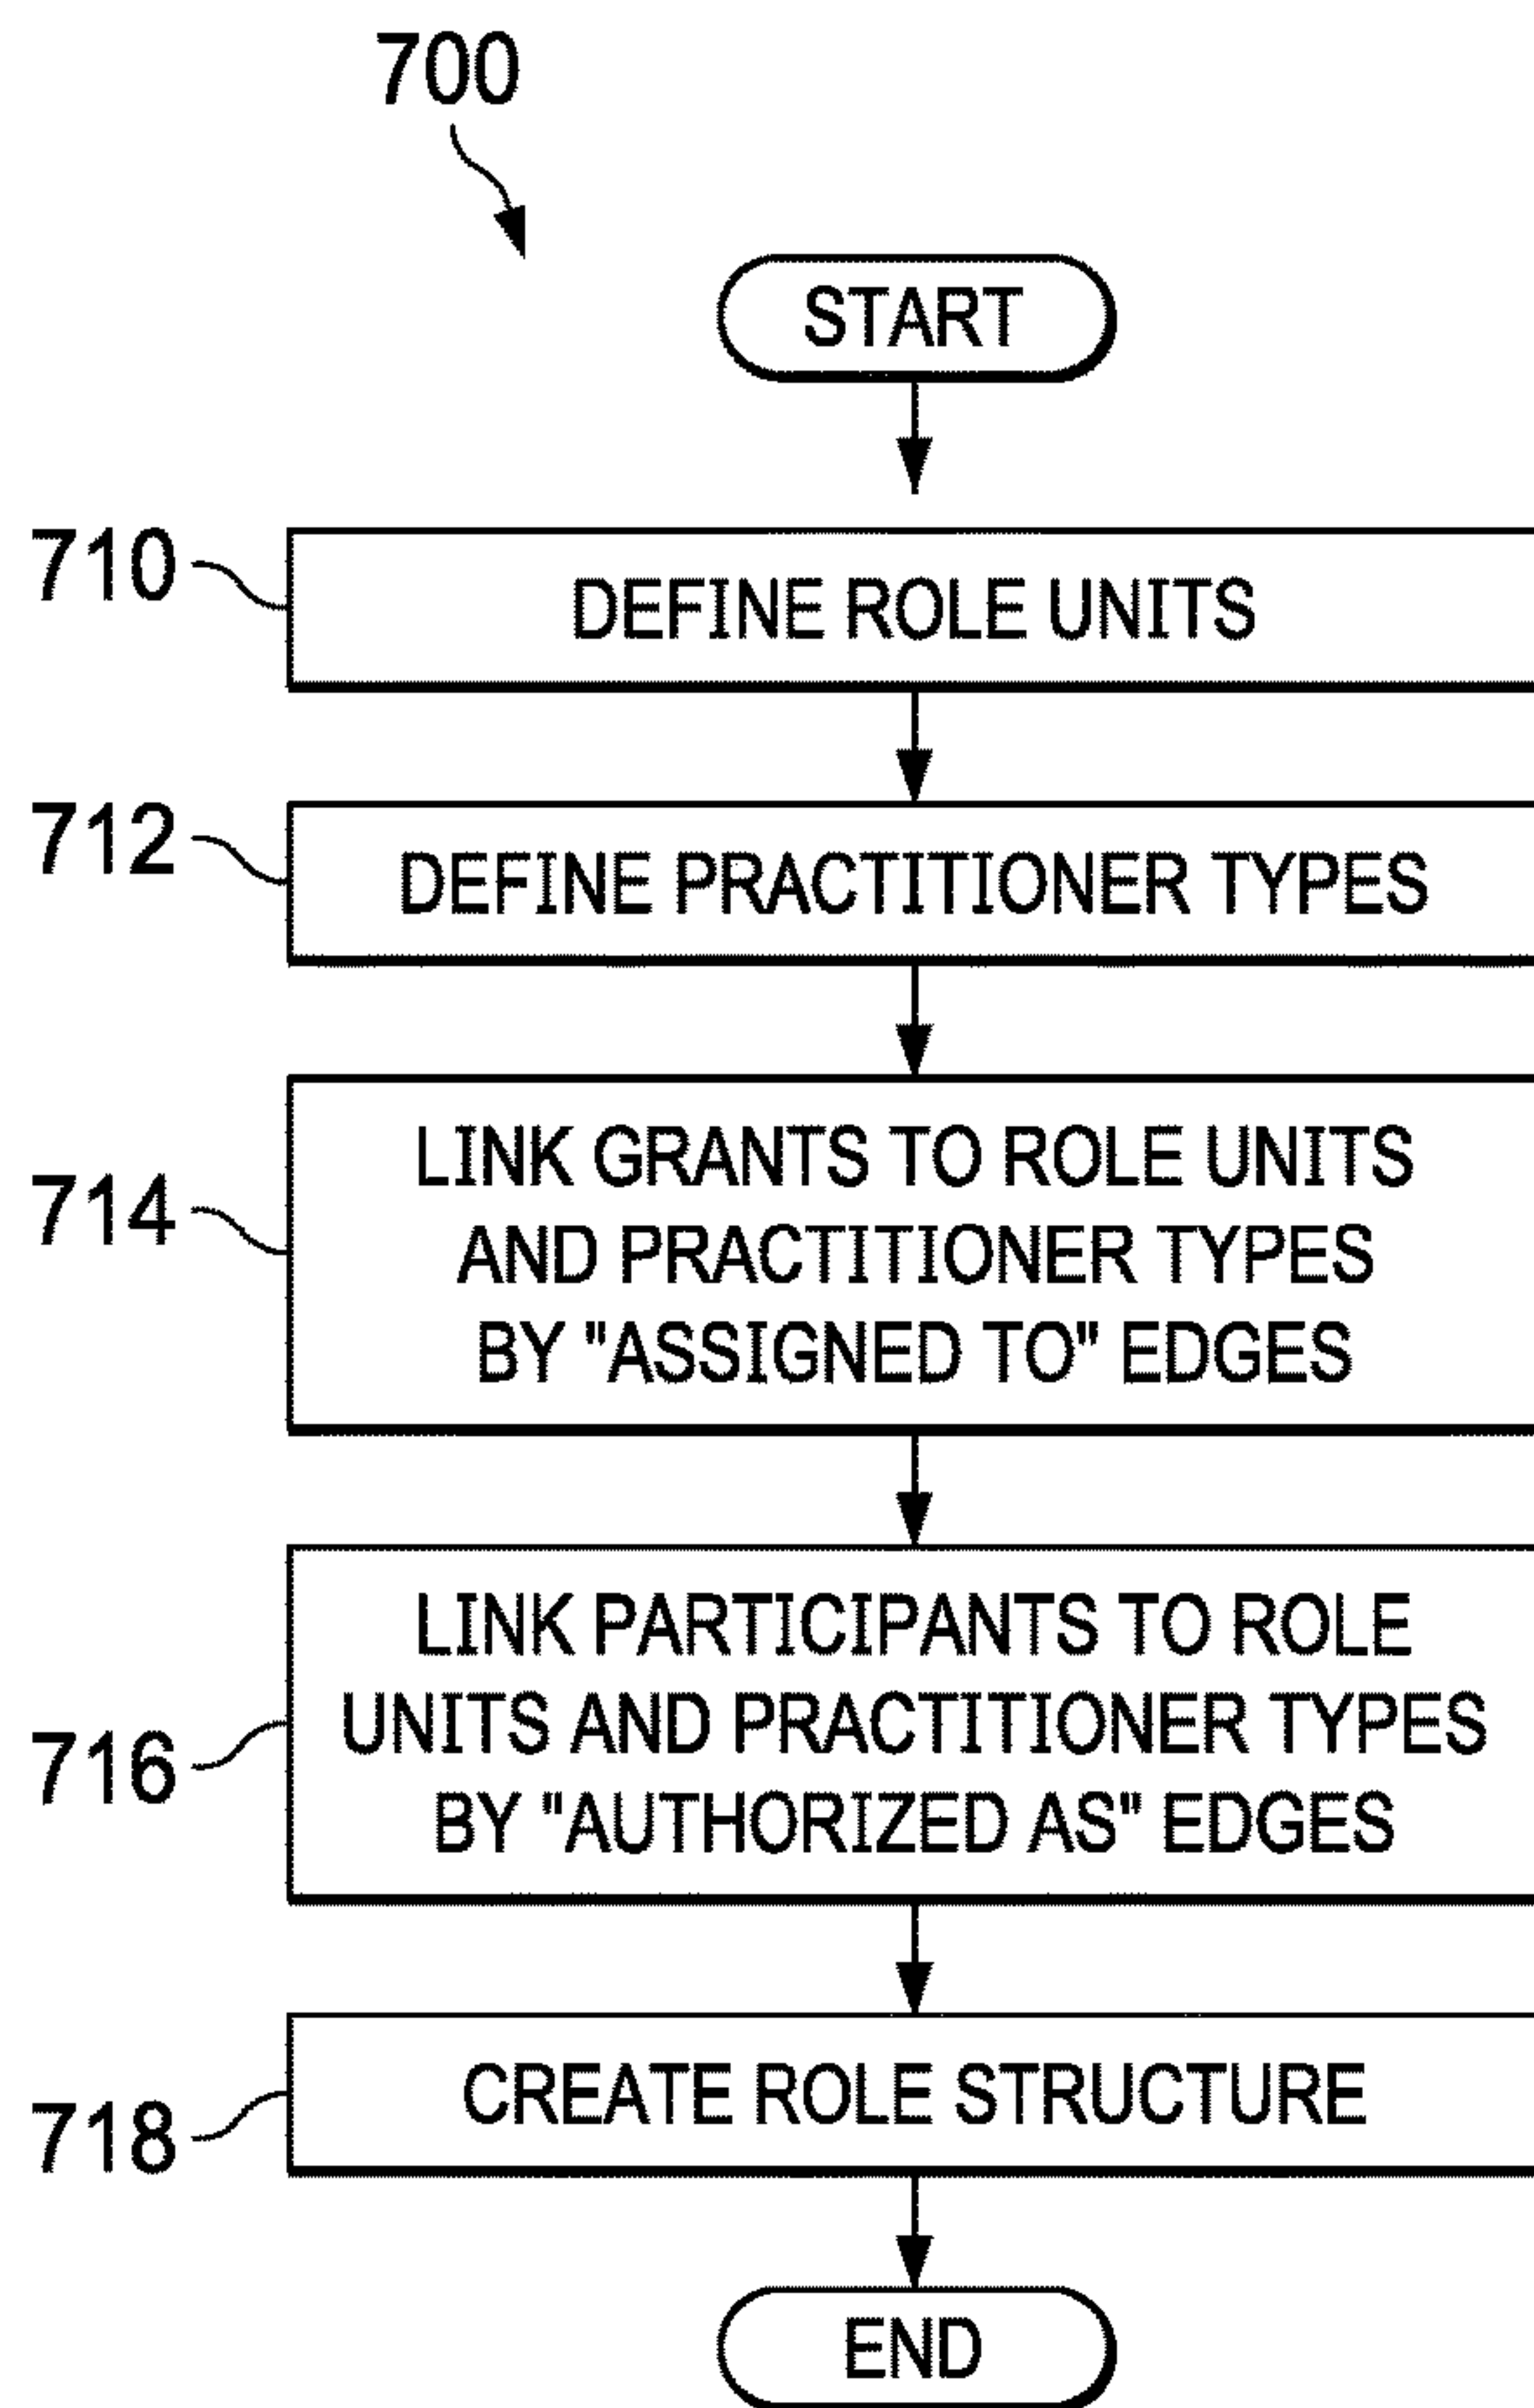 700
START
710
DEFINE ROLE UNITS
712
DEFINE PRACTITIONER TYPES
714
LINK GRANTS TO ROLE UNITS
AND PRACTITIONER TYPES
BY "ASSIGNED TO" EDGES
716
LINK PARTICIPANTS TO ROLE
UNITS AND PRACTITIONER TYPES
BY "AUTHORIZED AS" EDGES
718
CREATE ROLE STRUCTURE
END